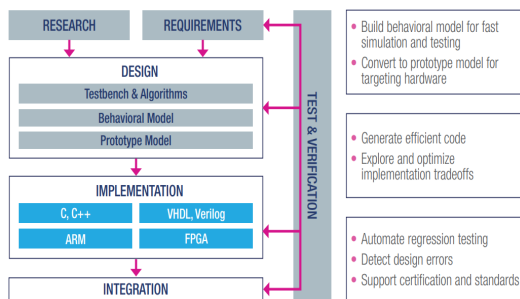 RESEARCH
REQUIREMENTS
DESIGN
Testbench & Algorithms
Behavioral Model
Prototype Model
IMPLEMENTATION
C, C++
VHDL, Verilog
ARM
FPGA
INTEGRATION
TEST & VERIFICATION
• Build behavioral model for fast
simulation and testing
• Convert to prototype model for
targeting hardware
• Generate efficient code
• Explore and optimize
implementation tradeoffs
• Automate regression testing
• Detect design errors
• Support certification and standards